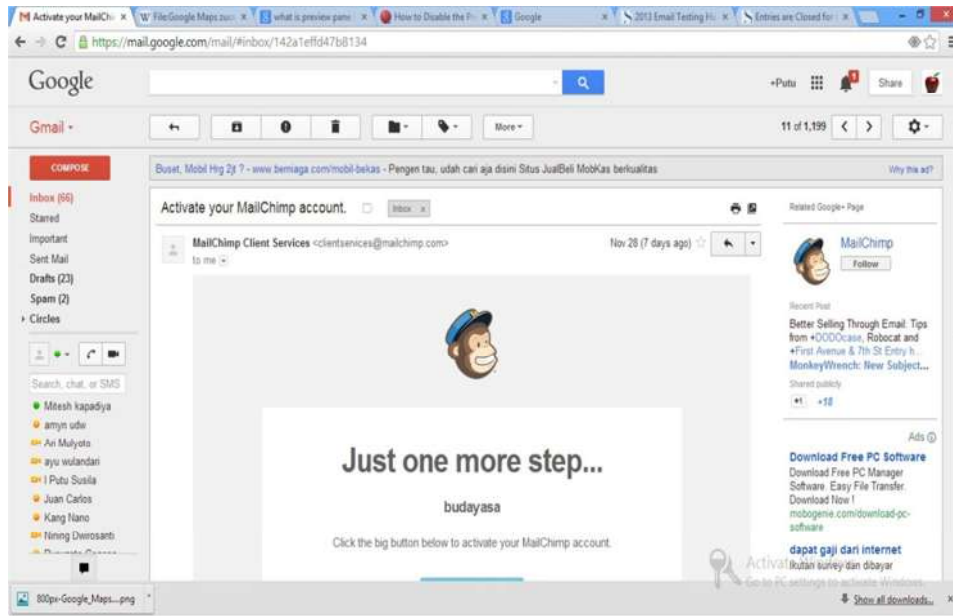 Activate your MailChi
File:Google Maps
what is preview pane
How to Disable the
Google
2013 Email Testing
Entries are Closed for
https://mail.google.com/mail/#inbox/142a1effd47b8134
Google
+Putu
1
Share
Gmail
More
11 of 1,199
COMPOSE
Buset, Mobil Hrg 2jt ? - www.berniaga.com/mobil-bekas - Pengen tau, udah cari aja disini Situs JualBeli MobKas berkualitas
Why this ad?
Inbox (66)
Starred
Important
Sent Mail
Drafts (23)
Spam (2)
Circles
Search, chat, or SMS
Mitesh kapadiya
amyn udw
Ari Mulyoto
ayu wulandari
I Putu Susila
Juan Carlos
Kang Nano
Nining Dwirosanti
Activate your MailChimp account.
Inbox x
MailChimp Client Services <clientservices@mailchimp.com>
Nov 28 (7 days ago)
to me
Just one more step...
budayasa
Click the big button below to activate your MailChimp account.
Related Google+ Page
MailChimp
Follow
Recent Post
Better Selling Through Email: Tips
from +DODOcase, Robocat and
+First Avenue & 7th St Entry h...
MonkeyWrench: New Subject...
Shared publicly
+1 +18
Ads
Download Free PC Software
Download Free PC Manager
Software. Easy File Transfer.
Download Now !
mobogenie.com/download-pc-
software
dapat gaji dari internet
Ikutan survey dan dibayar
Activate Windows
Go to PC settings to activate Windows.
800px-Google_Maps....png
Show all downloads...